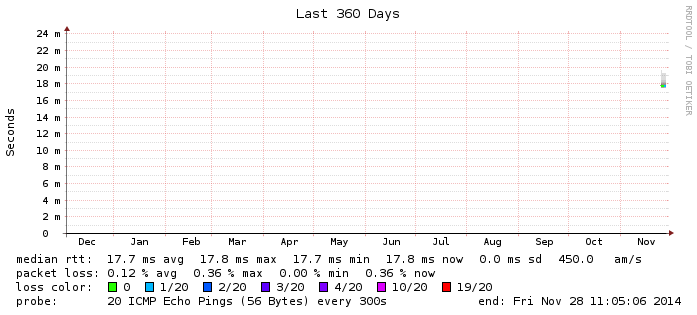 Last 360 Days
RRDTOOL / TOBI OETIKER
Seconds
24 m
22 m
20 m
18 m
16 m
14 m
12 m
10 m
8 m
6 m
4 m
2 m
0
Dec Jan Feb Mar Apr May Jun Jul Aug Sep Oct Nov
median rtt: 17.7 ms avg 17.8 ms max 17.7 ms min 17.8 ms now 0.0 ms sd 450.0 am/s
packet loss: 0.12 % avg 0.36 % max 0.00 % min 0.36 % now
loss color: 0 1/20 2/20 3/20 4/20 10/20 19/20
probe: 20 ICMP Echo Pings (56 Bytes) every 300s end: Fri Nov 28 11:05:06 2014